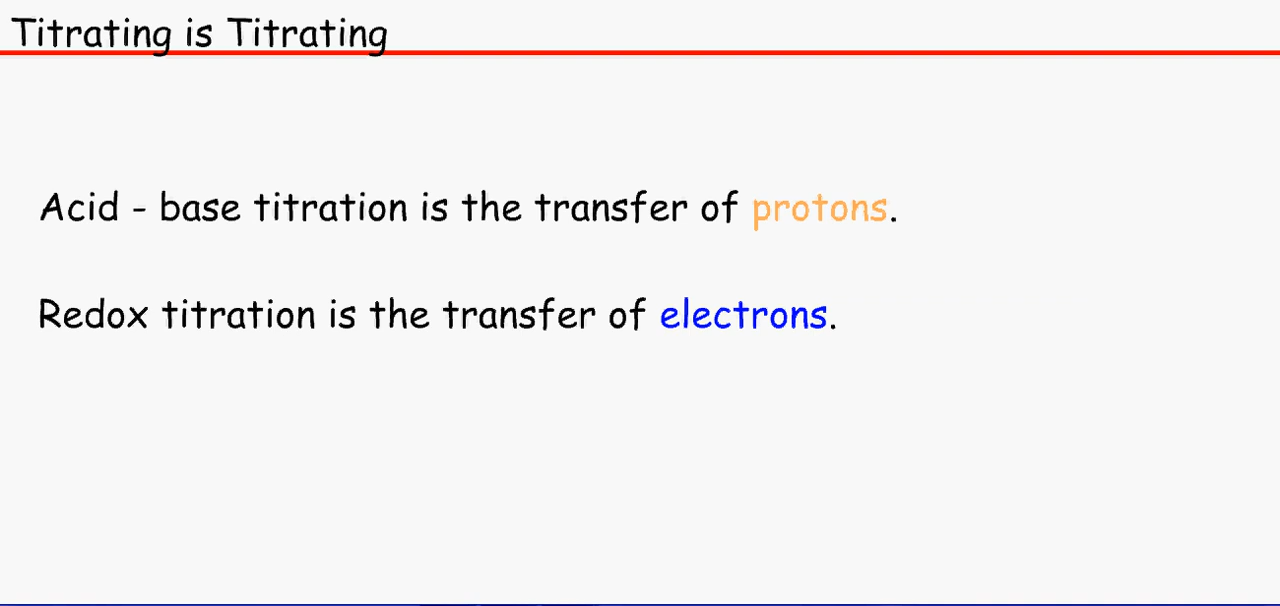 Titrating is Titrating
Acid - base titration is the transfer of protons.
Redox titration is the transfer of electrons.